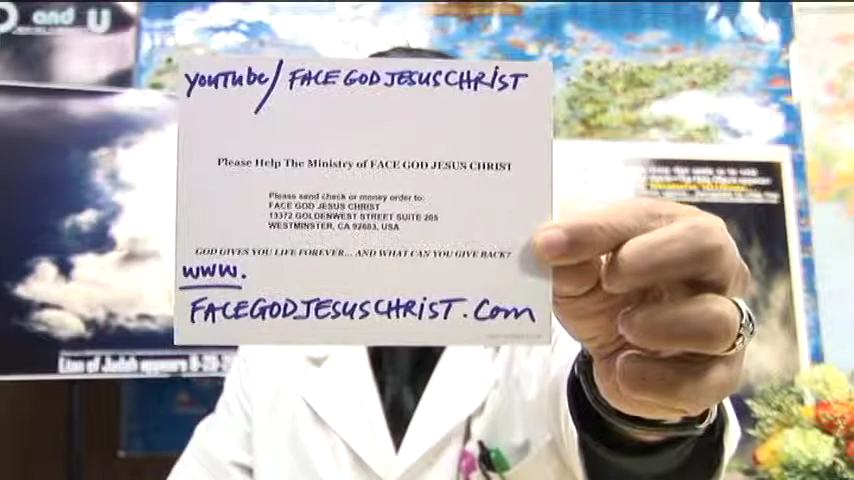 and U
YOUTUbe/ FACE GOD JESUS CHRIST
Please Help The Ministry of FACE GOD JESUS CHRIST
Please send check or money order to:
FACE GOD JESUS CHRIST
13372 GOLDENWEST STREET SUITE 205
WESTMINSTER, CA 92683, USA
GOD GIVES YOU LIFE FOREVER... AND WHAT CAN YOU GIVE BACK?
www.
FACEGODJESUSCHRIST.Com
Lion of Judah appears